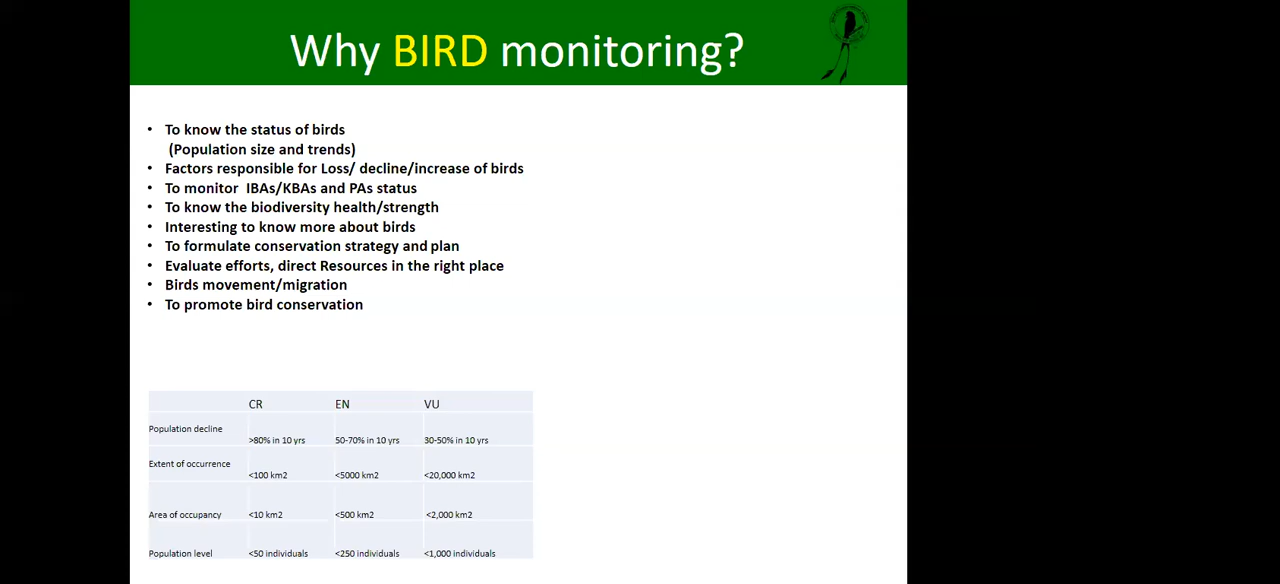 Why BIRD monitoring?
• To know the status of birds
(Population size and trends)
• Factors responsible for Loss/ decline/increase of birds
• To monitor IBAs/KBAs and PAs status
• To know the biodiversity health/strength
• Interesting to know more about birds
• To formulate conservation strategy and plan
• Evaluate efforts, direct Resources in the right place
• Birds movement/migration
• To promote bird conservation
CR EN VU
Population decline >80% in 10 yrs 50-70% in 10 yrs 30-50% in 10 yrs
Extent of occurrence <100 km2 <5000 km2 <20,000 km2
Area of occupancy <10 km2 <500 km2 <2,000 km2
Population level <50 individuals <250 individuals <1,000 individuals